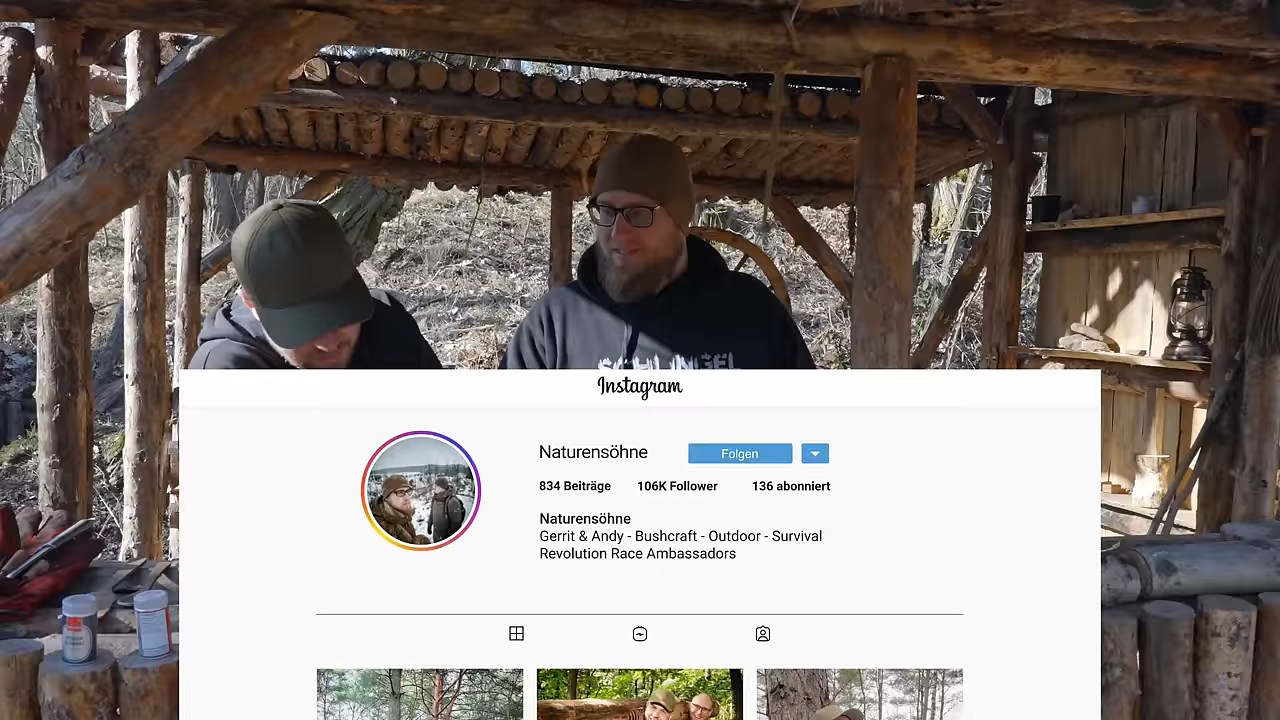 Instagram
Naturensöhne
Folgen
834 Beiträge 106K Follower 136 abonniert
Naturensöhne
Gerrit & Andy - Bushcraft - Outdoor - Survival
Revolution Race Ambassadors